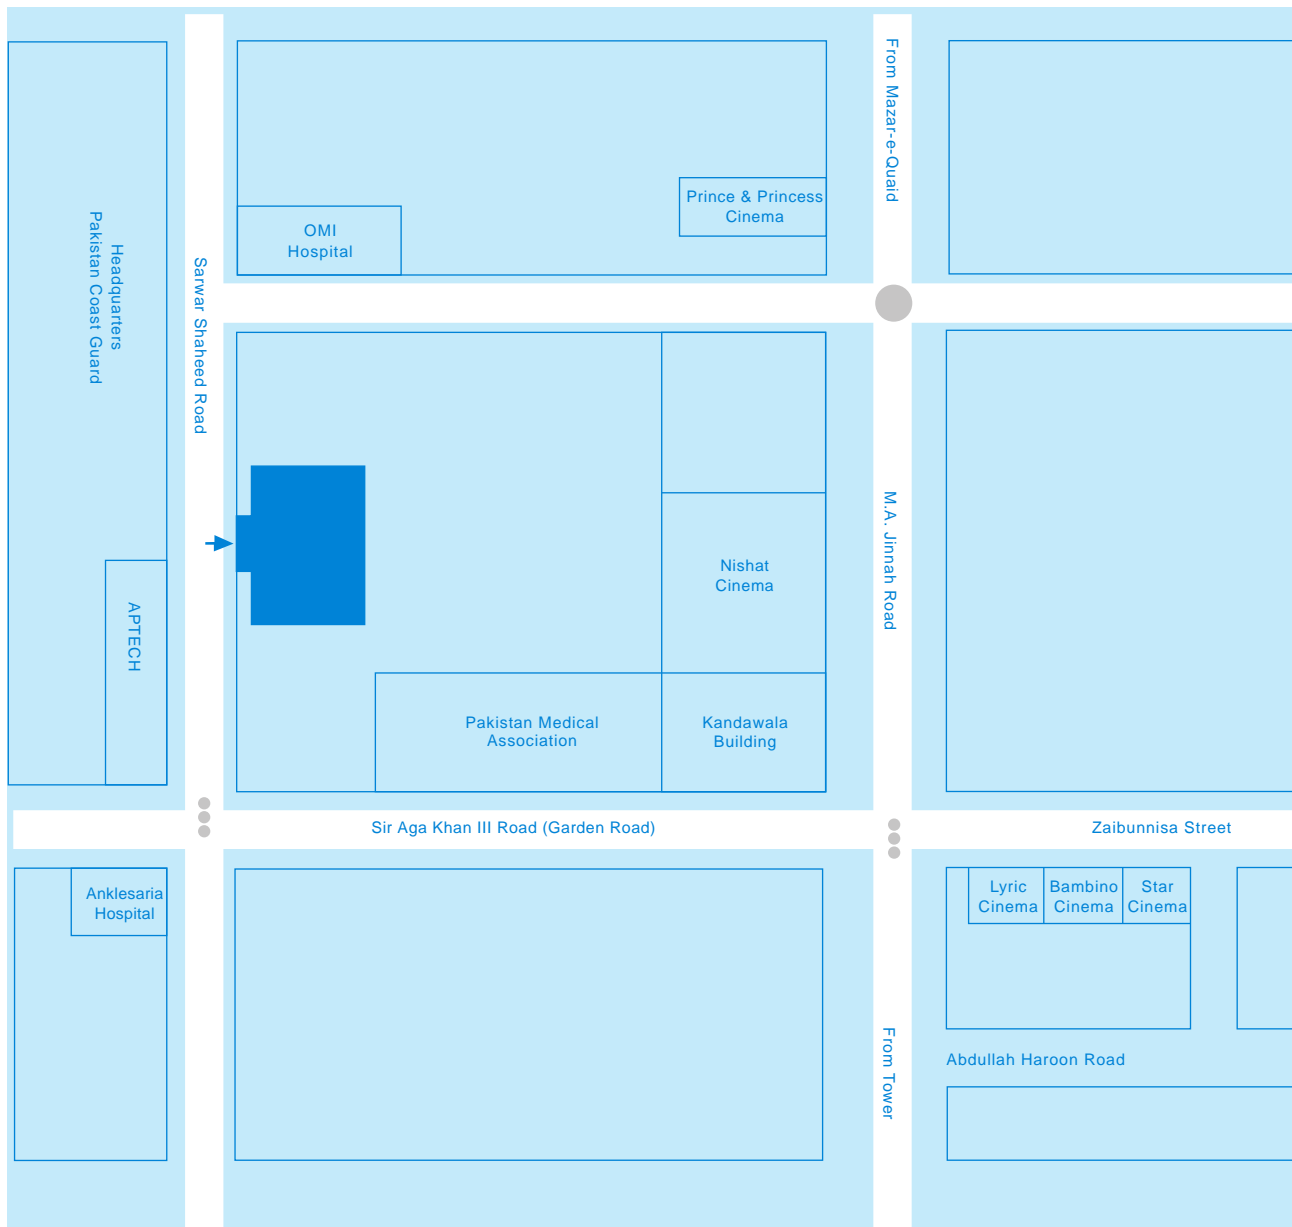 From Mazar-e-Quaid
Prince & Princess
Cinema
OMI
Hospital
Headquarters
Pakistan Coast Guard
Sarwar Shaheed Road
M.A. Jinnah Road
Nishat
Cinema
APTECH
Pakistan Medical
Association
Kandawala
Building
Sir Aga Khan III Road (Garden Road)
Zaibunnisa Street
Anklesaria
Hospital
Lyric
Cinema
Bambino
Cinema
Star
Cinema
From Tower
Abdullah Haroon Road